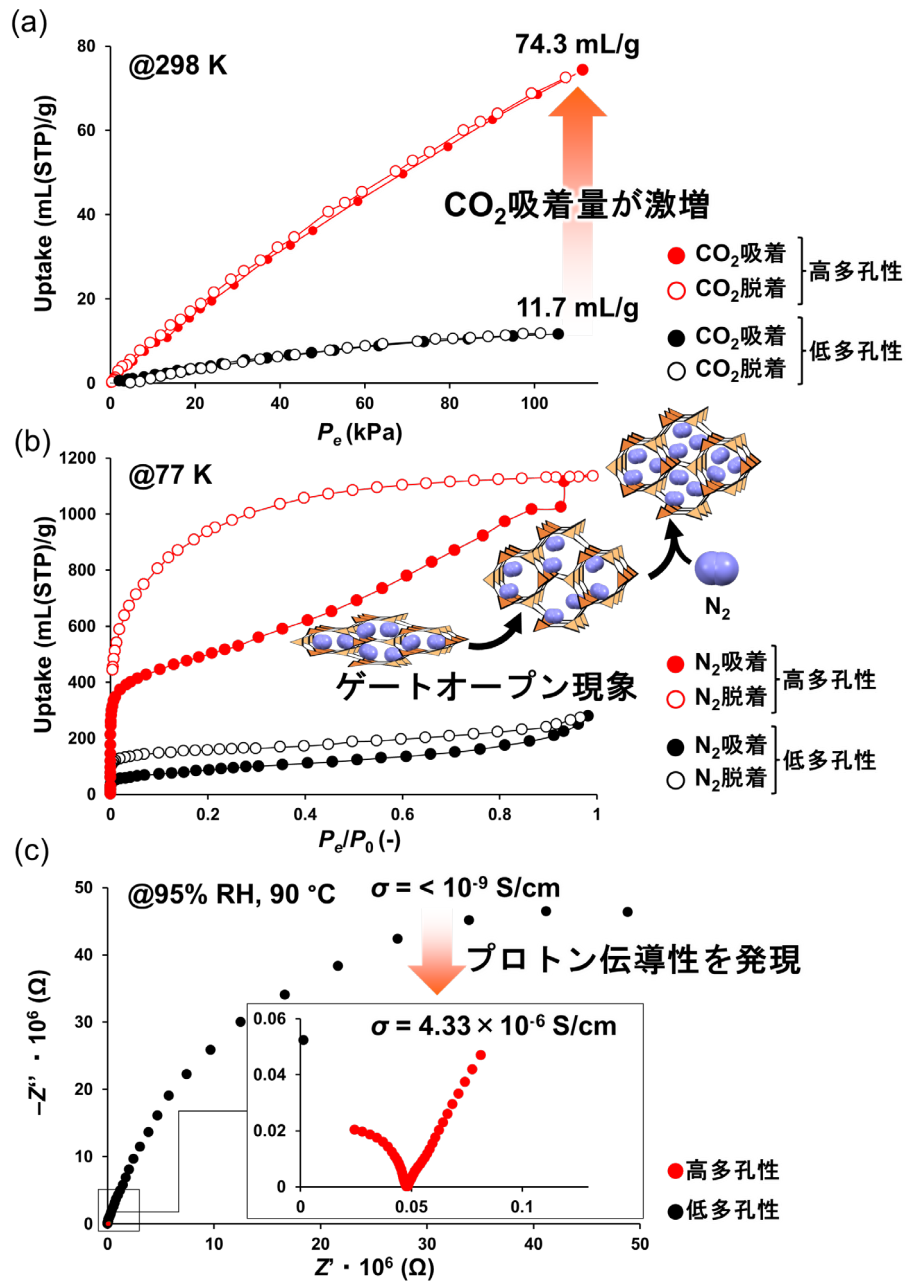 (a)
@298 K
74.3 mL/g
CO2吸着量が激増
11.7 mL/g
Uptake (mL(STP)/g)
80
60
40
20
0
0 20 40 60 80 100
Pe (kPa)
CO2吸着
CO2脱着
高多孔性
CO2吸着
CO2脱着
低多孔性
(b)
@77 K
Uptake (mL(STP)/g)
1200
1000
800
600
400
200
0
0 0.2 0.4 0.6 0.8 1
Pe/P0 (-)
N2
ゲートオープン現象
N2吸着
N2脱着
高多孔性
N2吸着
N2脱着
低多孔性
(c)
@95% RH, 90 °C
σ = < 10-9 S/cm
プロトン伝導性を発現
σ = 4.33×10-6 S/cm
–Z''・106 (Ω)
50
40
30
20
10
0
0 10 20 30 40 50
Z'・106 (Ω)
0.06
0.04
0.02
0
0 0.05 0.1
高多孔性
低多孔性